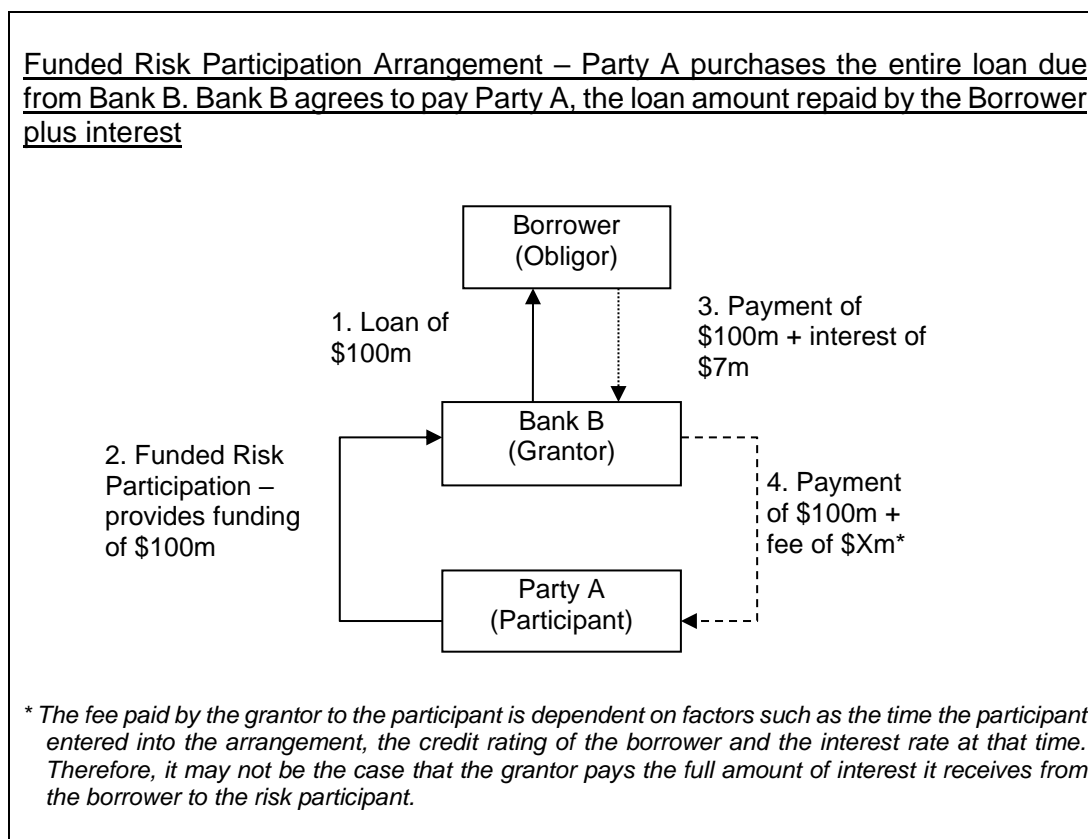 Funded Risk Participation Arrangement – Party A purchases the entire loan due
from Bank B. Bank B agrees to pay Party A, the loan amount repaid by the Borrower
plus interest
Borrower
(Obligor)
1. Loan of
$100m
3. Payment of
$100m + interest of
$7m
Bank B
(Grantor)
2. Funded Risk
Participation –
provides funding
of $100m
4. Payment
of $100m +
fee of $Xm*
Party A
(Participant)
* The fee paid by the grantor to the participant is dependent on factors such as the time the participant
entered into the arrangement, the credit rating of the borrower and the interest rate at that time.
Therefore, it may not be the case that the grantor pays the full amount of interest it receives from
the borrower to the risk participant.